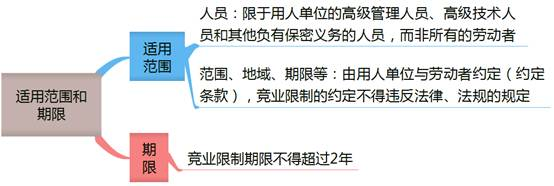 适用范围和
期限
适用
范围
人员：限于用人单位的高级管理人员、高级技术人
员和其他负有保密义务的人员，而非所有的劳动者
范围、地域、期限等：由用人单位与劳动者约定（约定
条款），竞业限制的约定不得违反法律、法规的规定
期
限
竞业限制期限不得超过2年